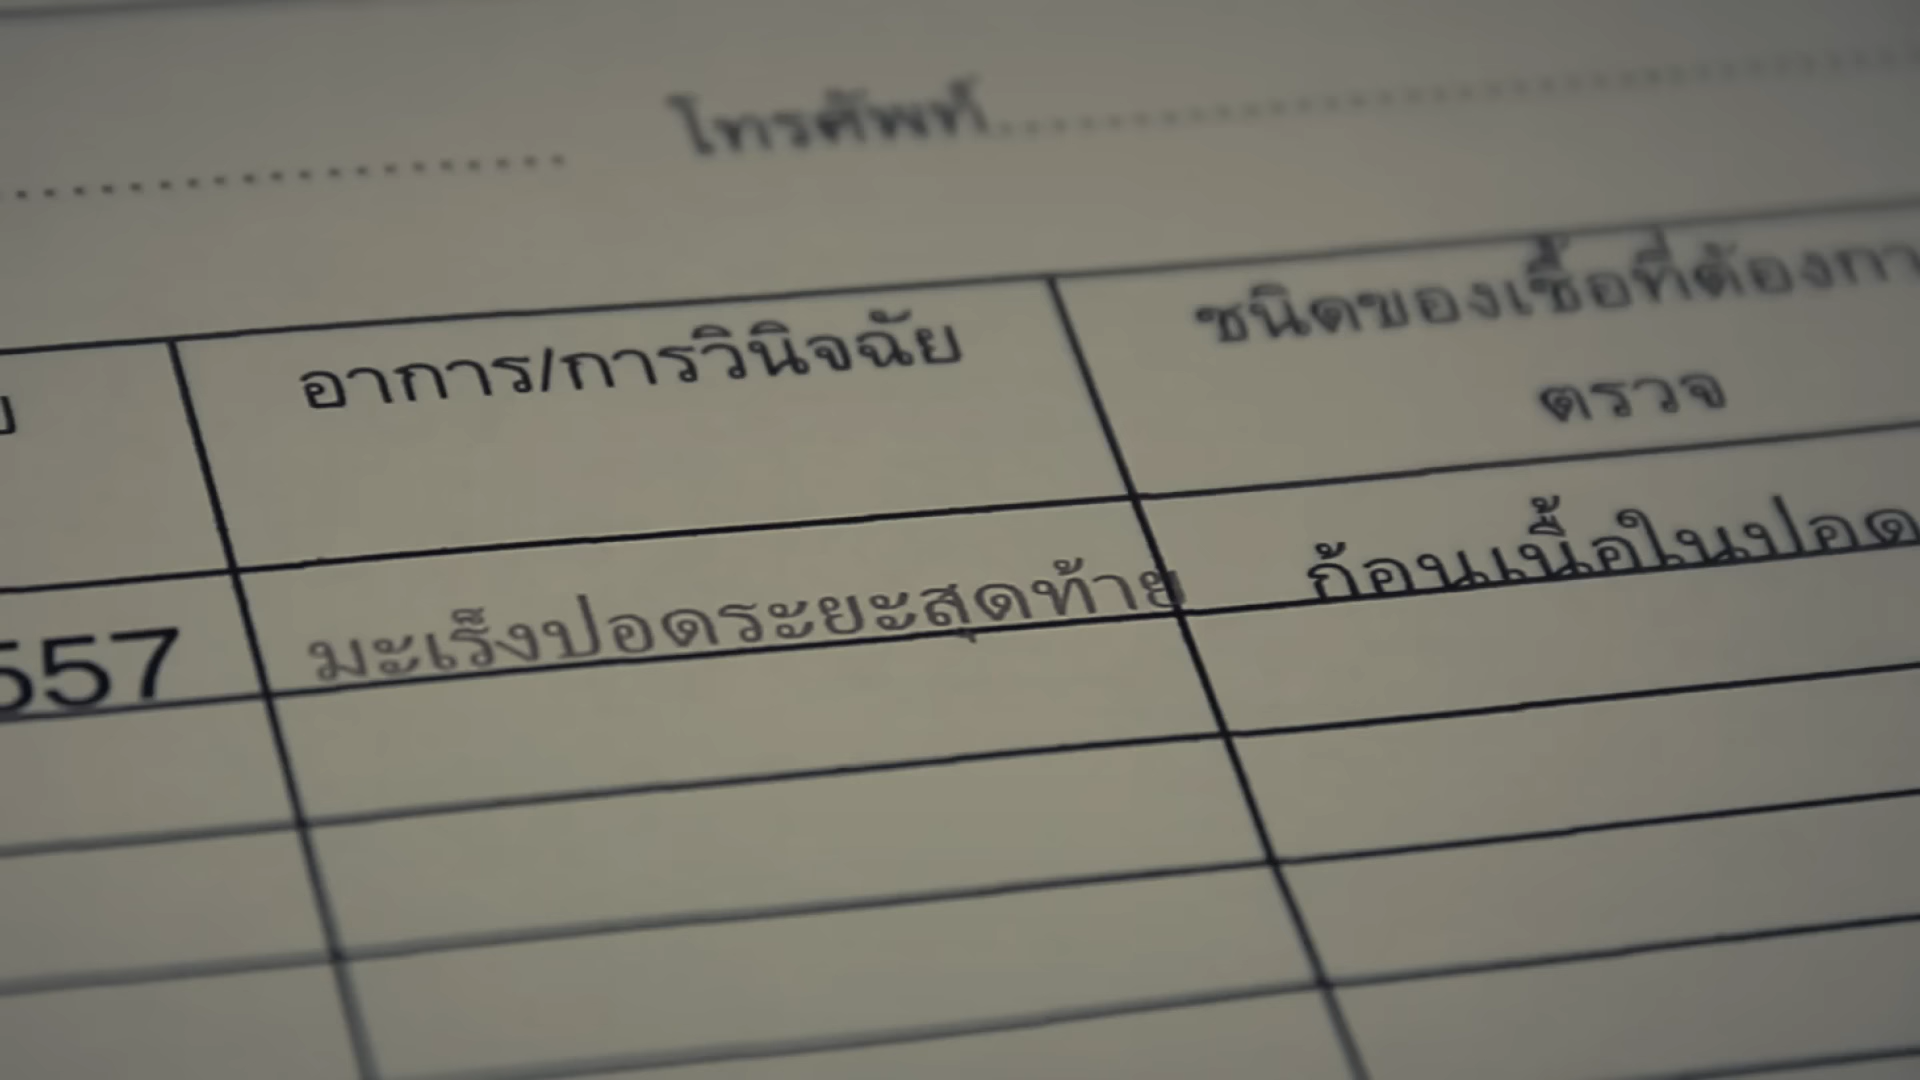 โทรศัพท์
อาการ/การวินิจฉัย
ชนิดของเชื้อที่ต้องกา
ตรวจ
557 มะเร็งปอดระยะสุดท้าย ก้อนเนื้อในปอด